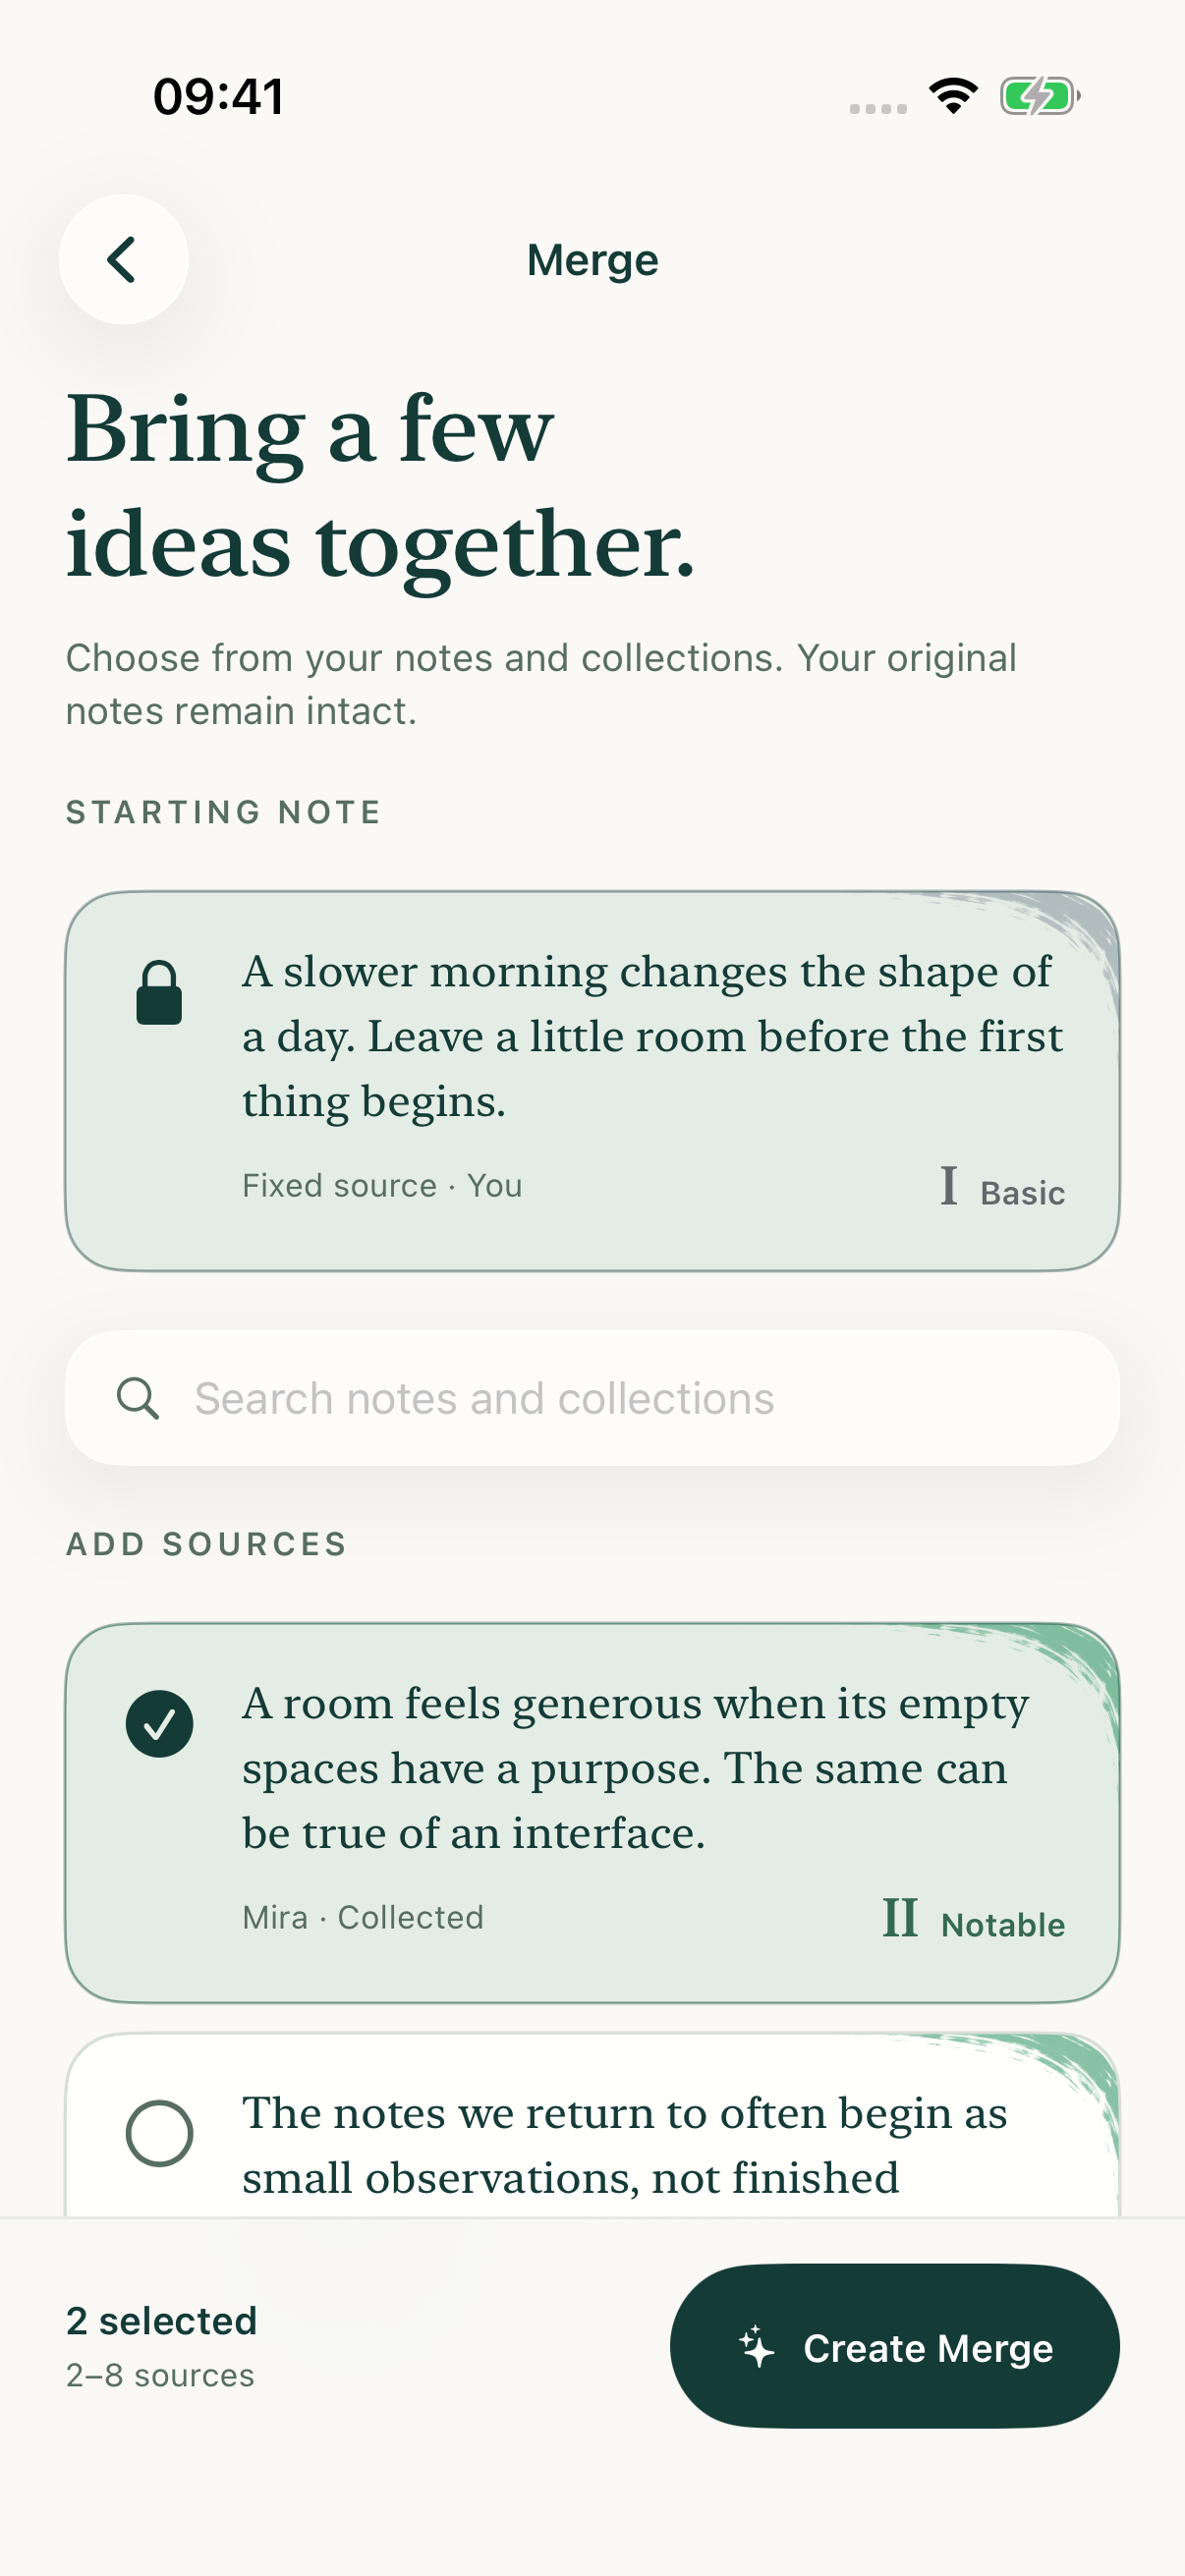 09:41
Merge
Bring a few
ideas together.
Choose from your notes and collections. Your original
notes remain intact.
STARTING NOTE
A slower morning changes the shape of
a day. Leave a little room before the first
thing begins.
Fixed source · You
I Basic
Search notes and collections
ADD SOURCES
A room feels generous when its empty
spaces have a purpose. The same can
be true of an interface.
Mira · Collected
II Notable
The notes we return to often begin as
small observations, not finished
2 selected
2–8 sources
Create Merge